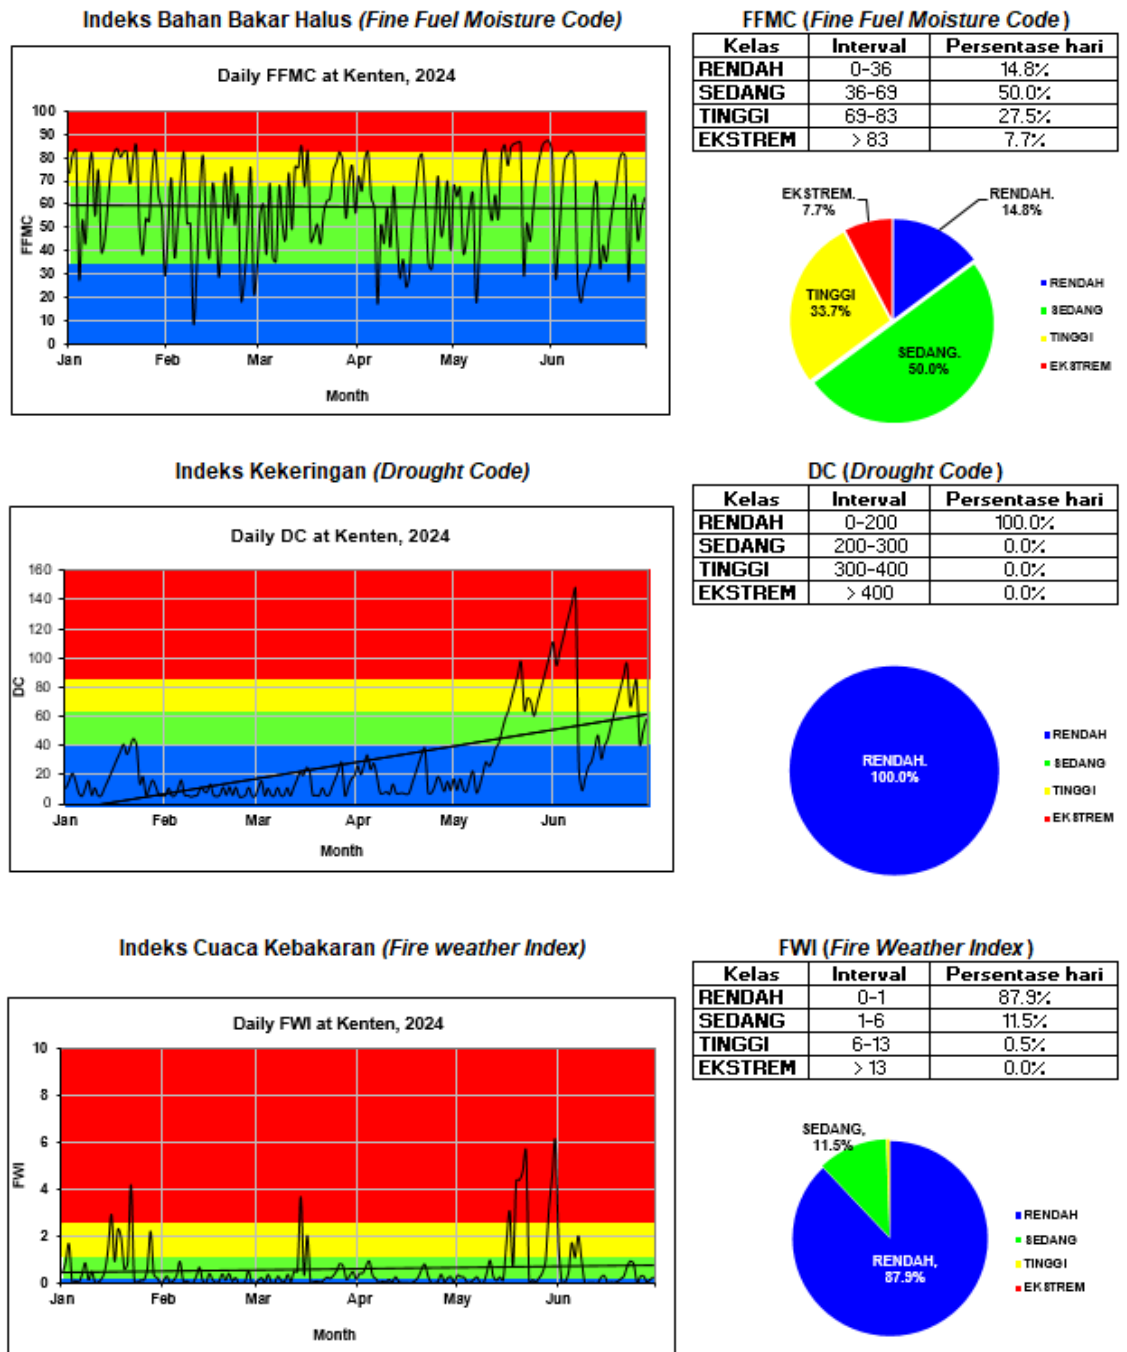 Indeks Bahan Bakar Halus (Fine Fuel Moisture Code)
Daily FFMC at Kenten, 2024
100
90
80
70
60
50
40
30
20
10
0
FFMC
Jan Feb Mar Apr May Jun
Month
FFMC (Fine Fuel Moisture Code)
Kelas Interval Persentase hari
RENDAH 0-36 14.8%
SEDANG 36-69 50.0%
TINGGI 69-83 27.5%
EKSTREM > 83 7.7%
EKSTREM.
7.7%
RENDAH.
14.8%
TINGGI
33.7%
SEDANG.
50.0%
RENDAH
SEDANG
TINGGI
EKSTREM
Indeks Kekeringan (Drought Code)
Daily DC at Kenten, 2024
160
140
120
100
80
60
40
20
0
DC
Jan Feb Mar Apr May Jun
Month
DC (Drought Code)
Kelas Interval Persentase hari
RENDAH 0-200 100.0%
SEDANG 200-300 0.0%
TINGGI 300-400 0.0%
EKSTREM > 400 0.0%
RENDAH.
100.0%
RENDAH
SEDANG
TINGGI
EKSTREM
Indeks Cuaca Kebakaran (Fire weather Index)
Daily FWI at Kenten, 2024
10
8
6
4
2
0
FWI
Jan Feb Mar Apr May Jun
Month
FWI (Fire Weather Index)
Kelas Interval Persentase hari
RENDAH 0-1 87.9%
SEDANG 1-6 11.5%
TINGGI 6-13 0.5%
EKSTREM > 13 0.0%
SEDANG,
11.5%
RENDAH,
87.9%
RENDAH
SEDANG
TINGGI
EKSTREM